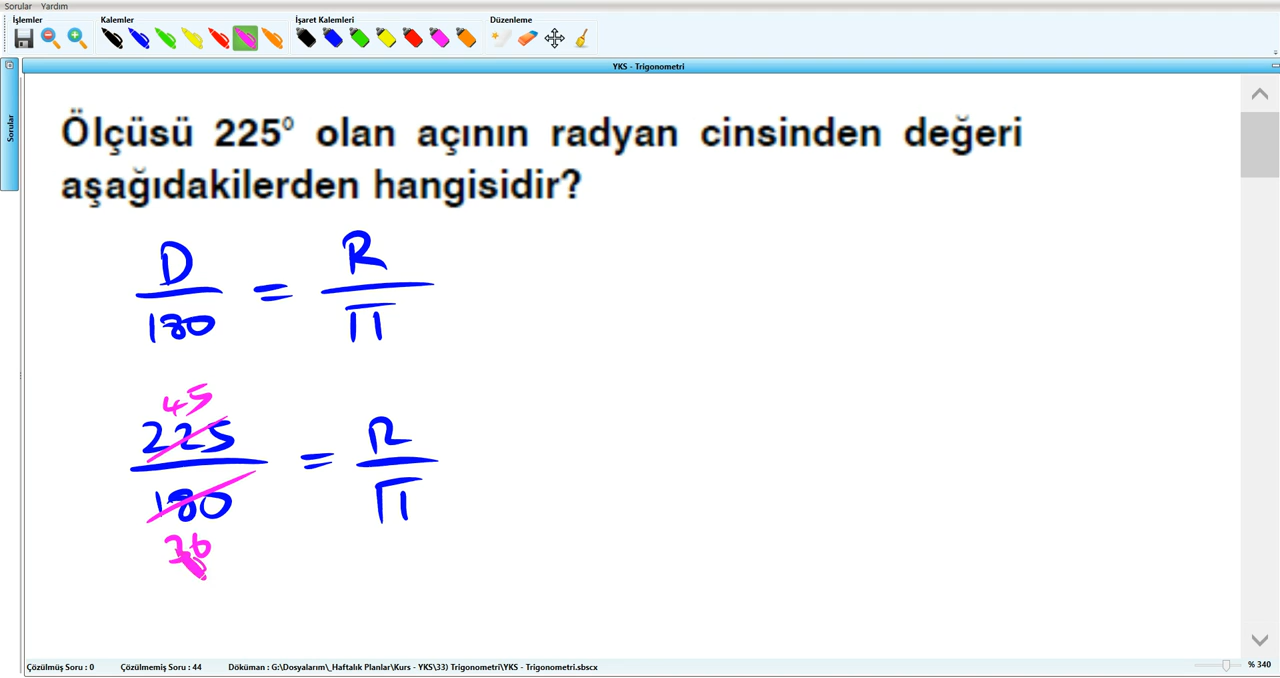 Sorular Yardım
İşlemler Kalemler İşaret Kalemleri Düzenleme
YKS - Trigonometri
Sorular
Ölçüsü 225⁰ olan açının radyan cinsinden değeri
aşağıdakilerden hangisidir?
D/180 = R/π
45
225/180 = R/π
36
Çözülmüş Soru : 0 Çözülmemiş Soru : 44 Döküman : G:\Dosyalarım\_Haftalık Planlar\Kurs - YKS\33) Trigonometri\YKS - Trigonometri.sbscx % 340